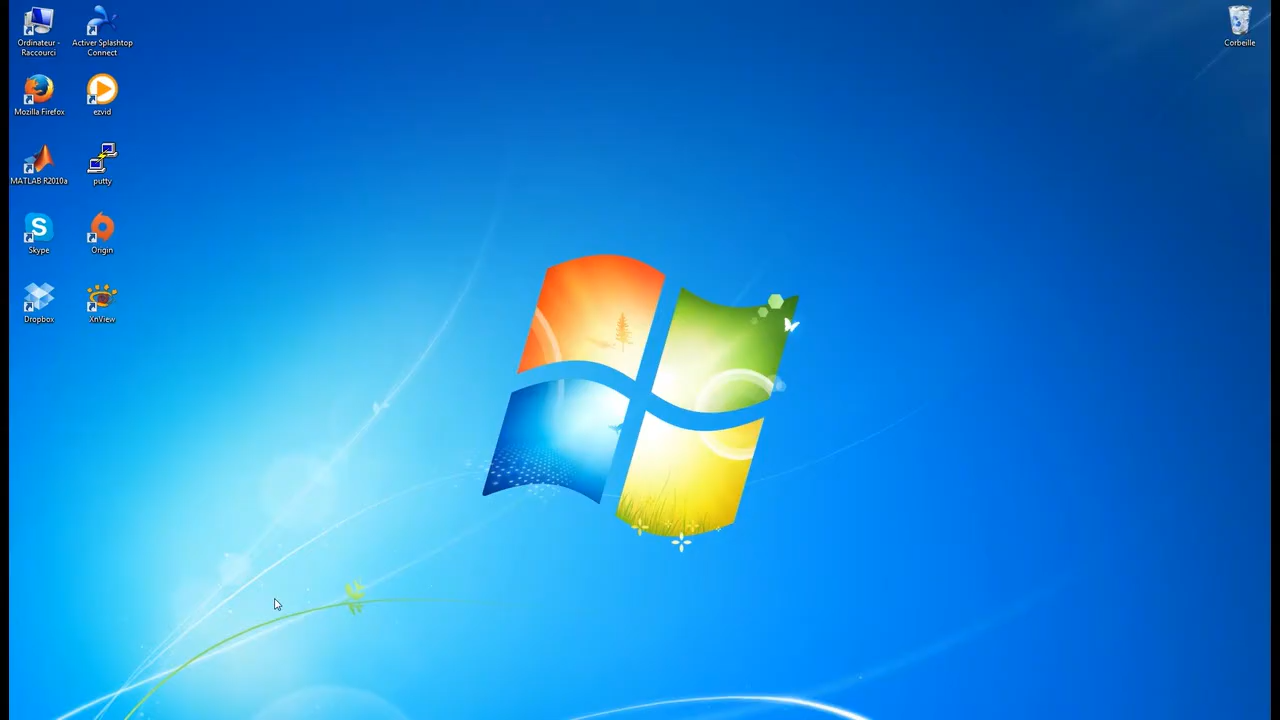 Ordinateur -
Raccourci
Activer Splashtop
Connect
Corbeille
Mozilla Firefox
ezvid
MATLAB R2010a
putty
S
Skype
Origin
Dropbox
XnView